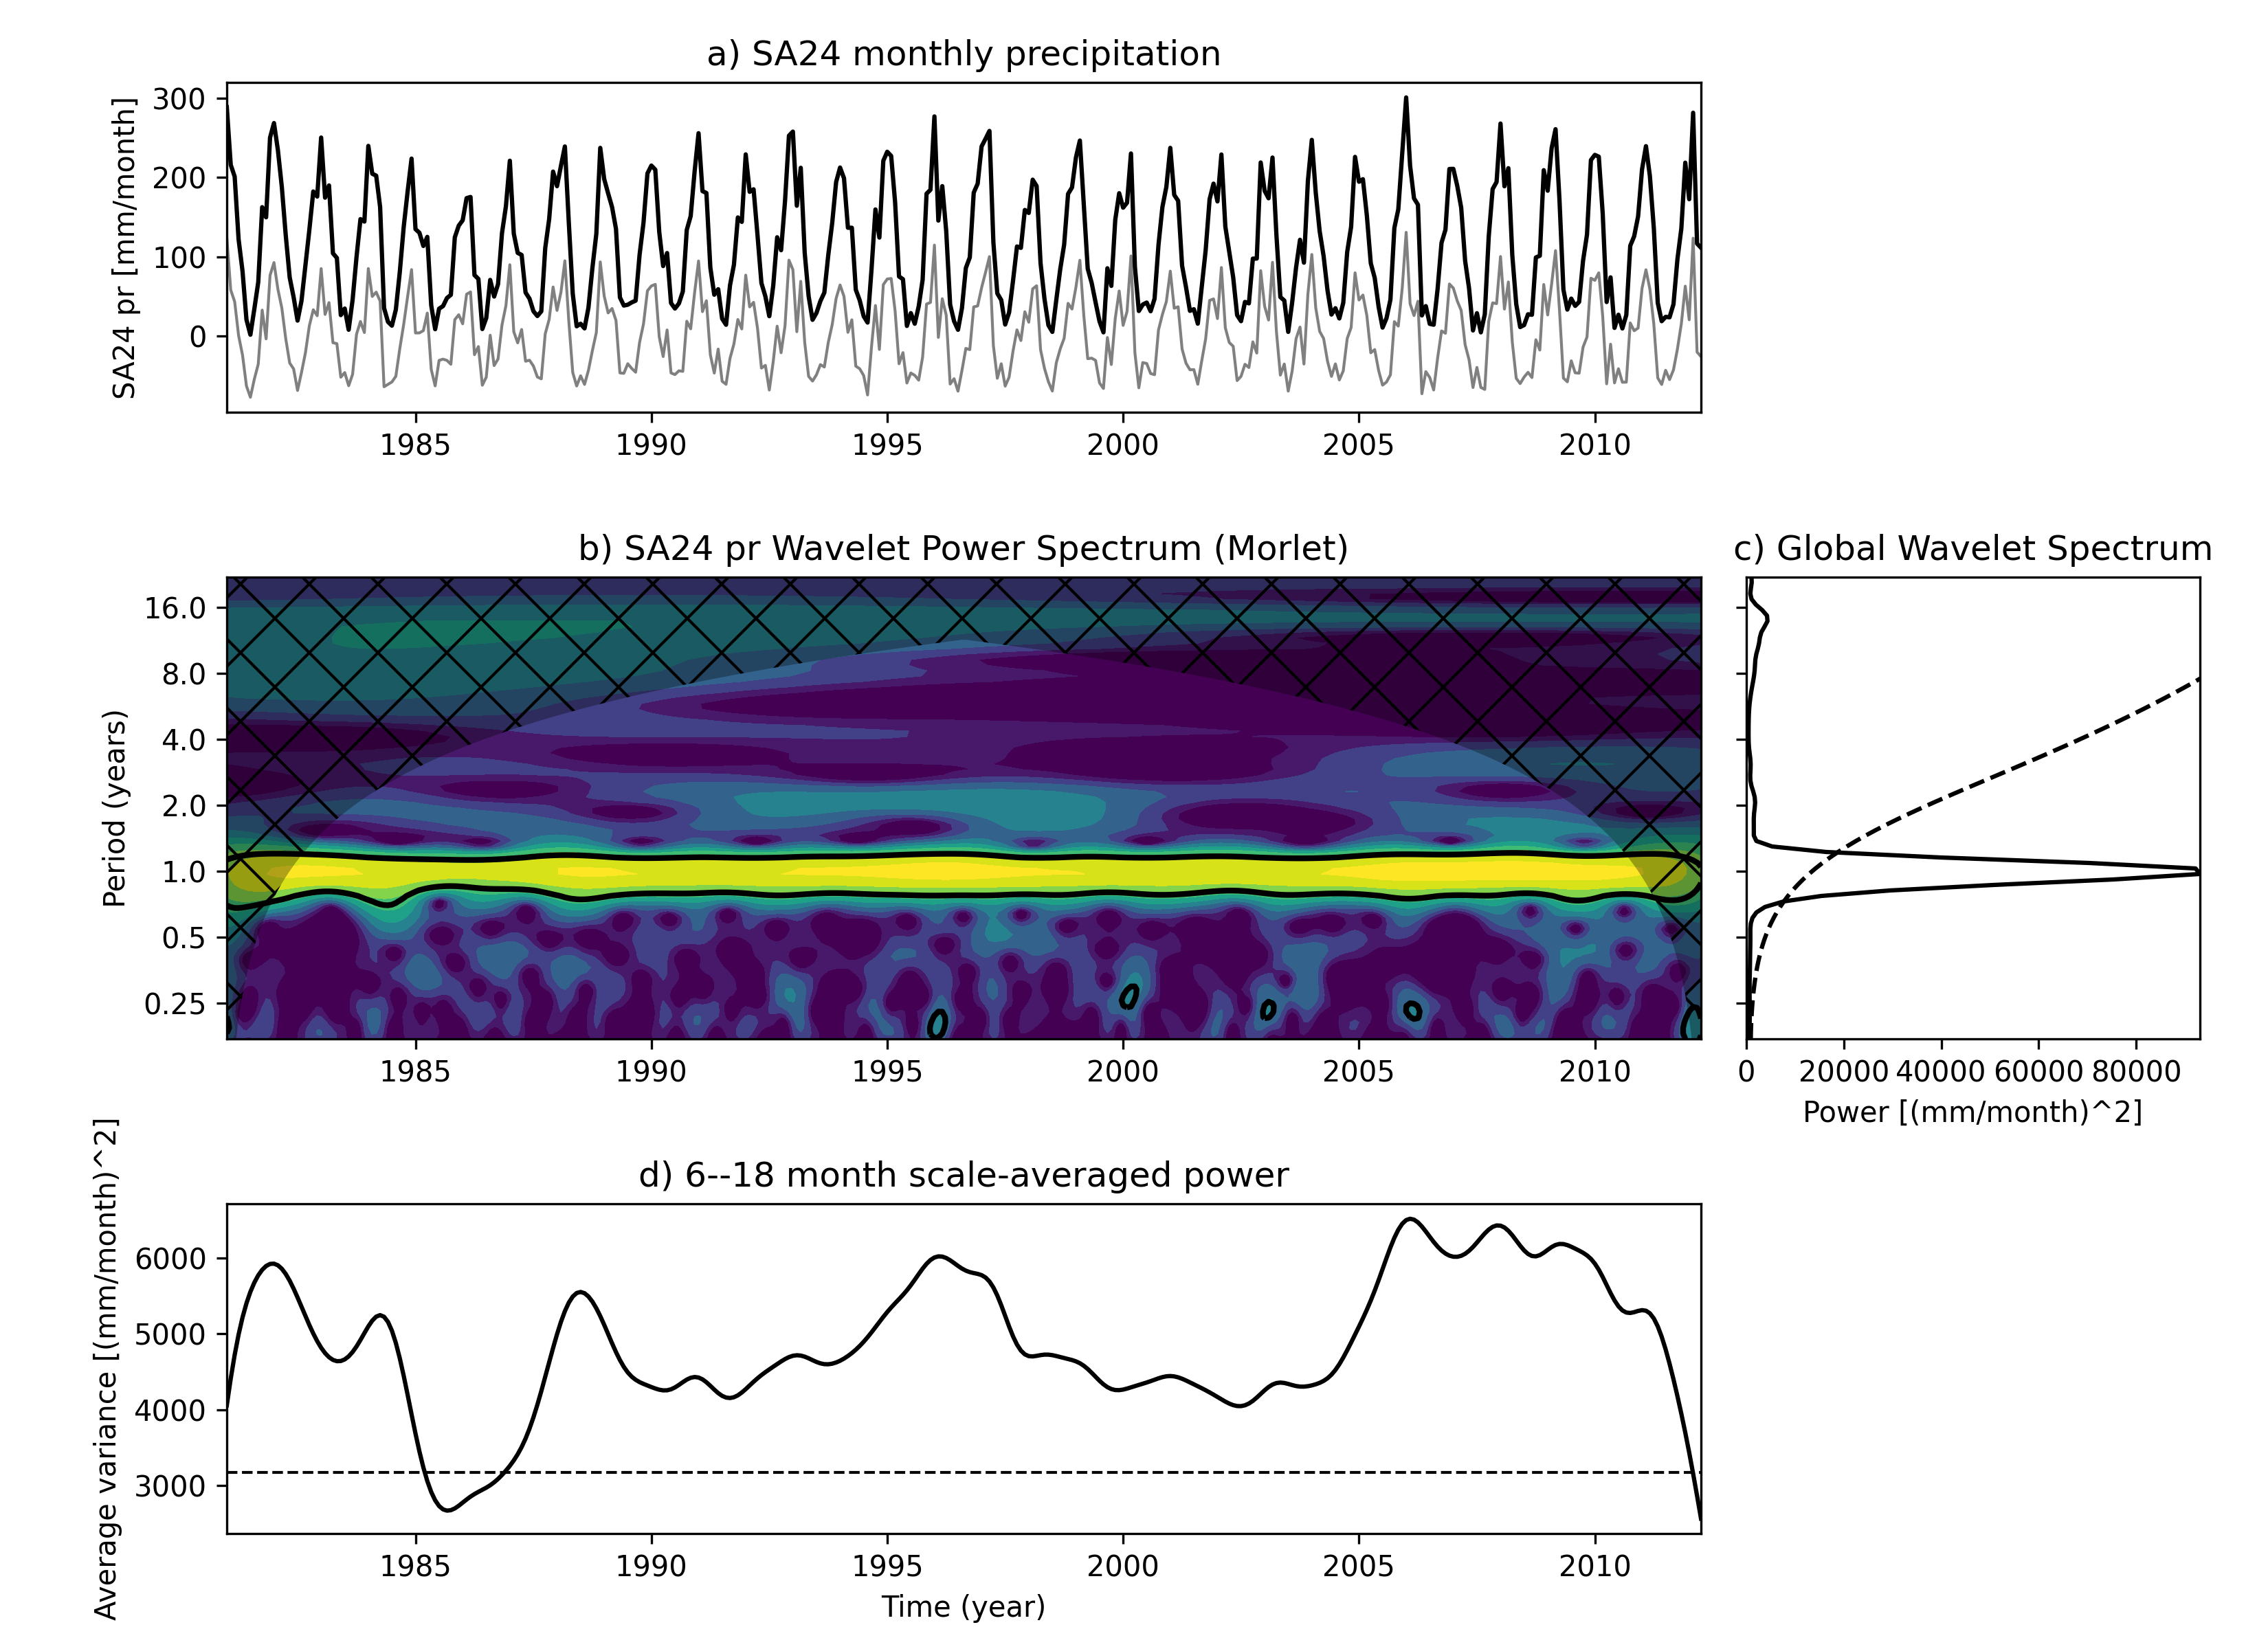 a) SA24 monthly precipitation
SA24 pr [mm/month]
300
200
100
0
1985 1990 1995 2000 2005 2010
b) SA24 pr Wavelet Power Spectrum (Morlet)
Period (years)
16.0
8.0
4.0
2.0
1.0
0.5
0.25
1985 1990 1995 2000 2005 2010
c) Global Wavelet Spectrum
0 20000 40000 60000 80000
Power [(mm/month)^2]
d) 6--18 month scale-averaged power
Average variance [(mm/month)^2]
6000
5000
4000
3000
1985 1990 1995 2000 2005 2010
Time (year)